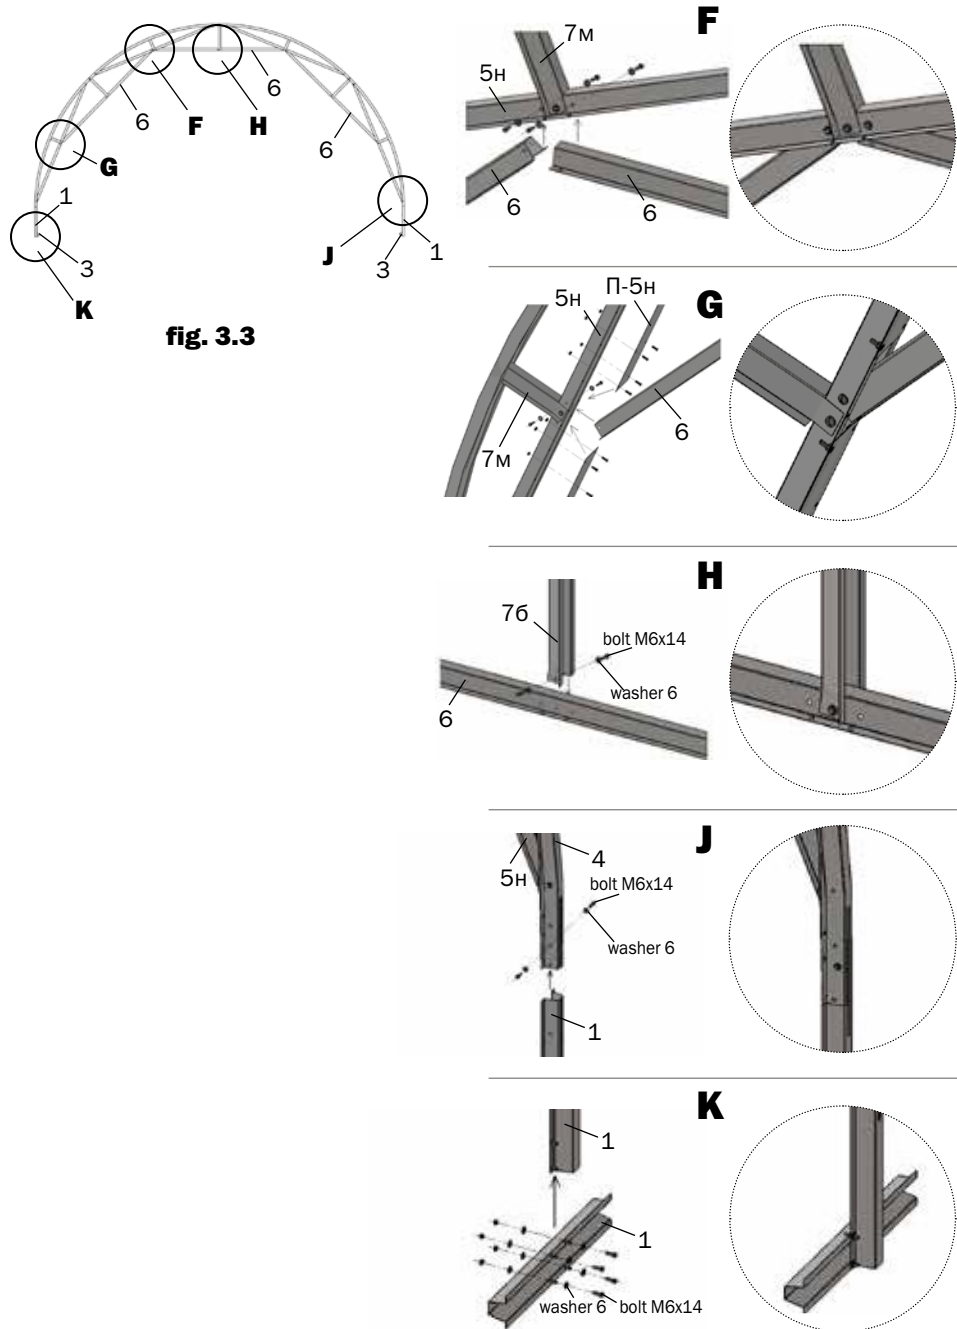 6
6
F
H
6
G
1
3
K
J
1
3
fig. 3.3
F
7м
5н
6
6
G
П-5н
5н
6
7м
H
7б
bolt M6x14
washer 6
6
J
4
5н
bolt M6x14
washer 6
1
K
1
1
washer 6
bolt M6x14